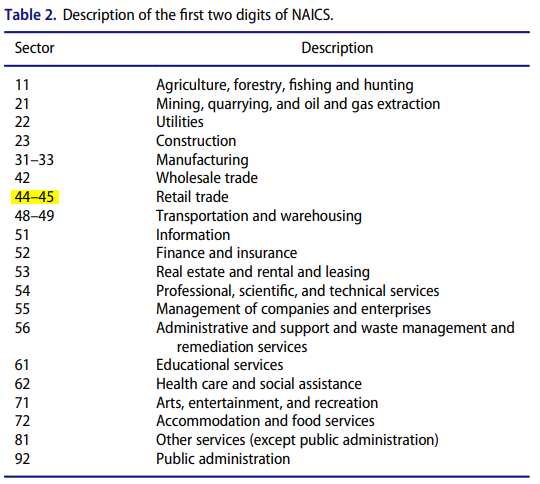 Table 2. Description of the first two digits of NAICS.
Sector Description
11 Agriculture, forestry, fishing and hunting
21 Mining, quarrying, and oil and gas extraction
22 Utilities
23 Construction
31–33 Manufacturing
42 Wholesale trade
44–45 Retail trade
48–49 Transportation and warehousing
51 Information
52 Finance and insurance
53 Real estate and rental and leasing
54 Professional, scientific, and technical services
55 Management of companies and enterprises
56 Administrative and support and waste management and
remediation services
61 Educational services
62 Health care and social assistance
71 Arts, entertainment, and recreation
72 Accommodation and food services
81 Other services (except public administration)
92 Public administration